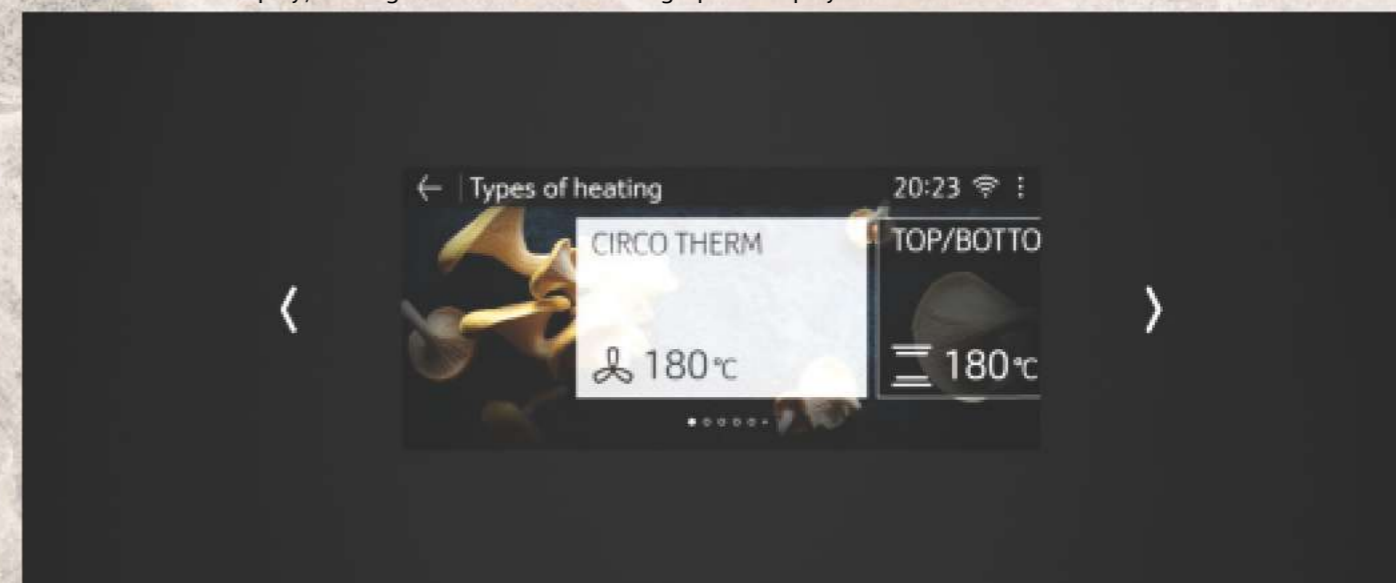 ← Types of heating 20:23
CIRCO THERM
TOP/BOTTO
180°C
180°C